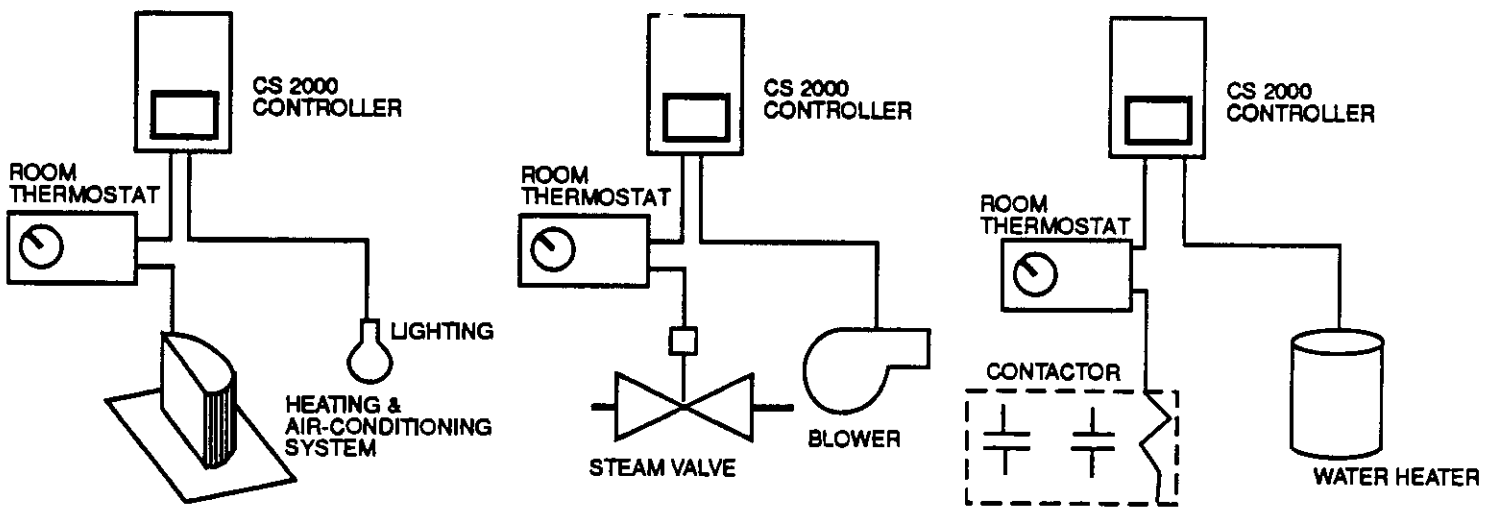 CS 2000
CONTROLLER
ROOM
THERMOSTAT
LIGHTING
HEATING &
AIR-CONDITIONING
SYSTEM
CS 2000
CONTROLLER
ROOM
THERMOSTAT
STEAM VALVE
BLOWER
CS 2000
CONTROLLER
ROOM
THERMOSTAT
CONTACTOR
WATER HEATER